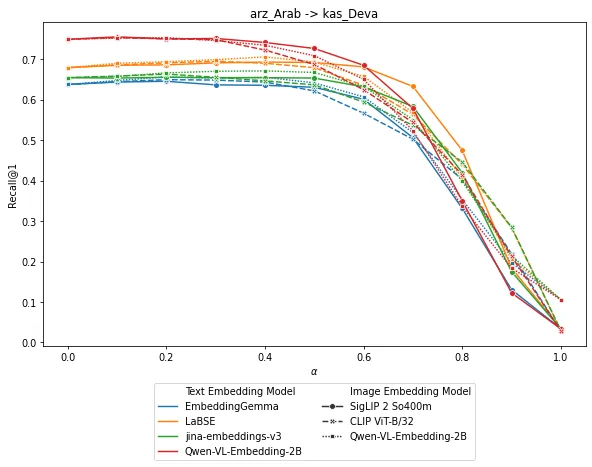 arz_Arab -> kas_Deva
Recall@1
0.7
0.6
0.5
0.4
0.3
0.2
0.1
0.0
0.0 0.2 0.4 0.6 0.8 1.0
α
Text Embedding Model Image Embedding Model
EmbeddingGemma SigLIP 2 So400m
LaBSE CLIP ViT-B/32
jina-embeddings-v3 Qwen-VL-Embedding-2B
Qwen-VL-Embedding-2B